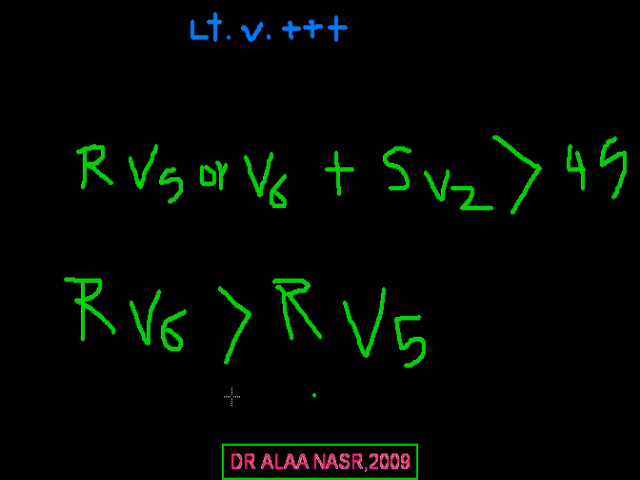 Lt. v. +++
R V5 or V6 + S V2 > 45
R V6 > R V5
DR ALAA NASR,2009